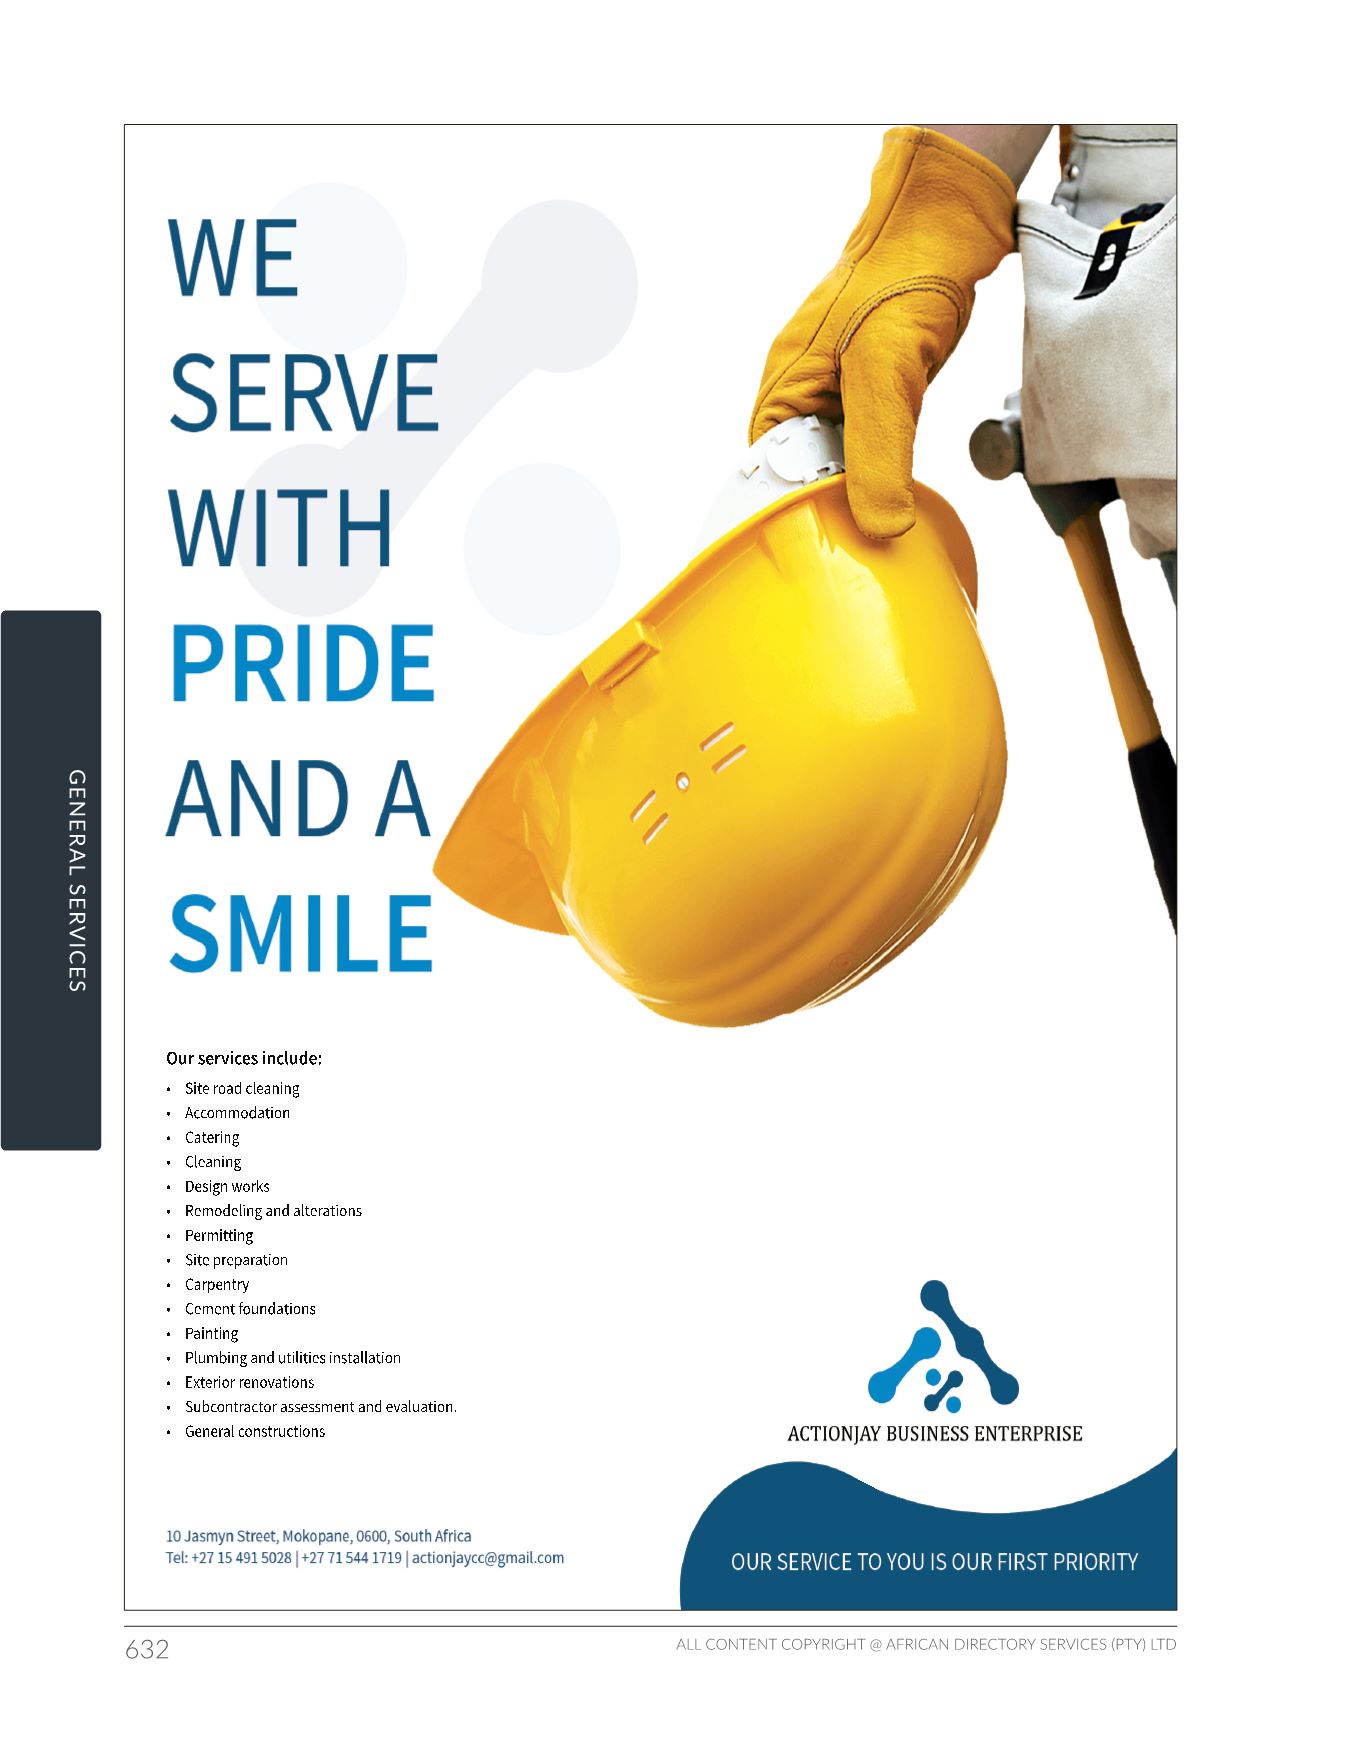 WE
SERVE
WITH
PRIDE
AND A
SMILE
GENERAL SERVICES
Our services include:
• Site road cleaning
• Accommodation
• Catering
• Cleaning
• Design works
• Remodeling and alterations
• Permitting
• Site preparation
• Carpentry
• Cement foundations
• Painting
• Plumbing and utilities installation
• Exterior renovations
• Subcontractor assessment and evaluation.
• General constructions
ACTIONJAY BUSINESS ENTERPRISE
10 Jasmyn Street, Mokopane, 0600, South Africa
Tel: +27 15 491 5028 | +27 71 544 1719 | actionjaycc@gmail.com
OUR SERVICE TO YOU IS OUR FIRST PRIORITY
632
ALL CONTENT COPYRIGHT @ AFRICAN DIRECTORY SERVICES (PTY) LTD